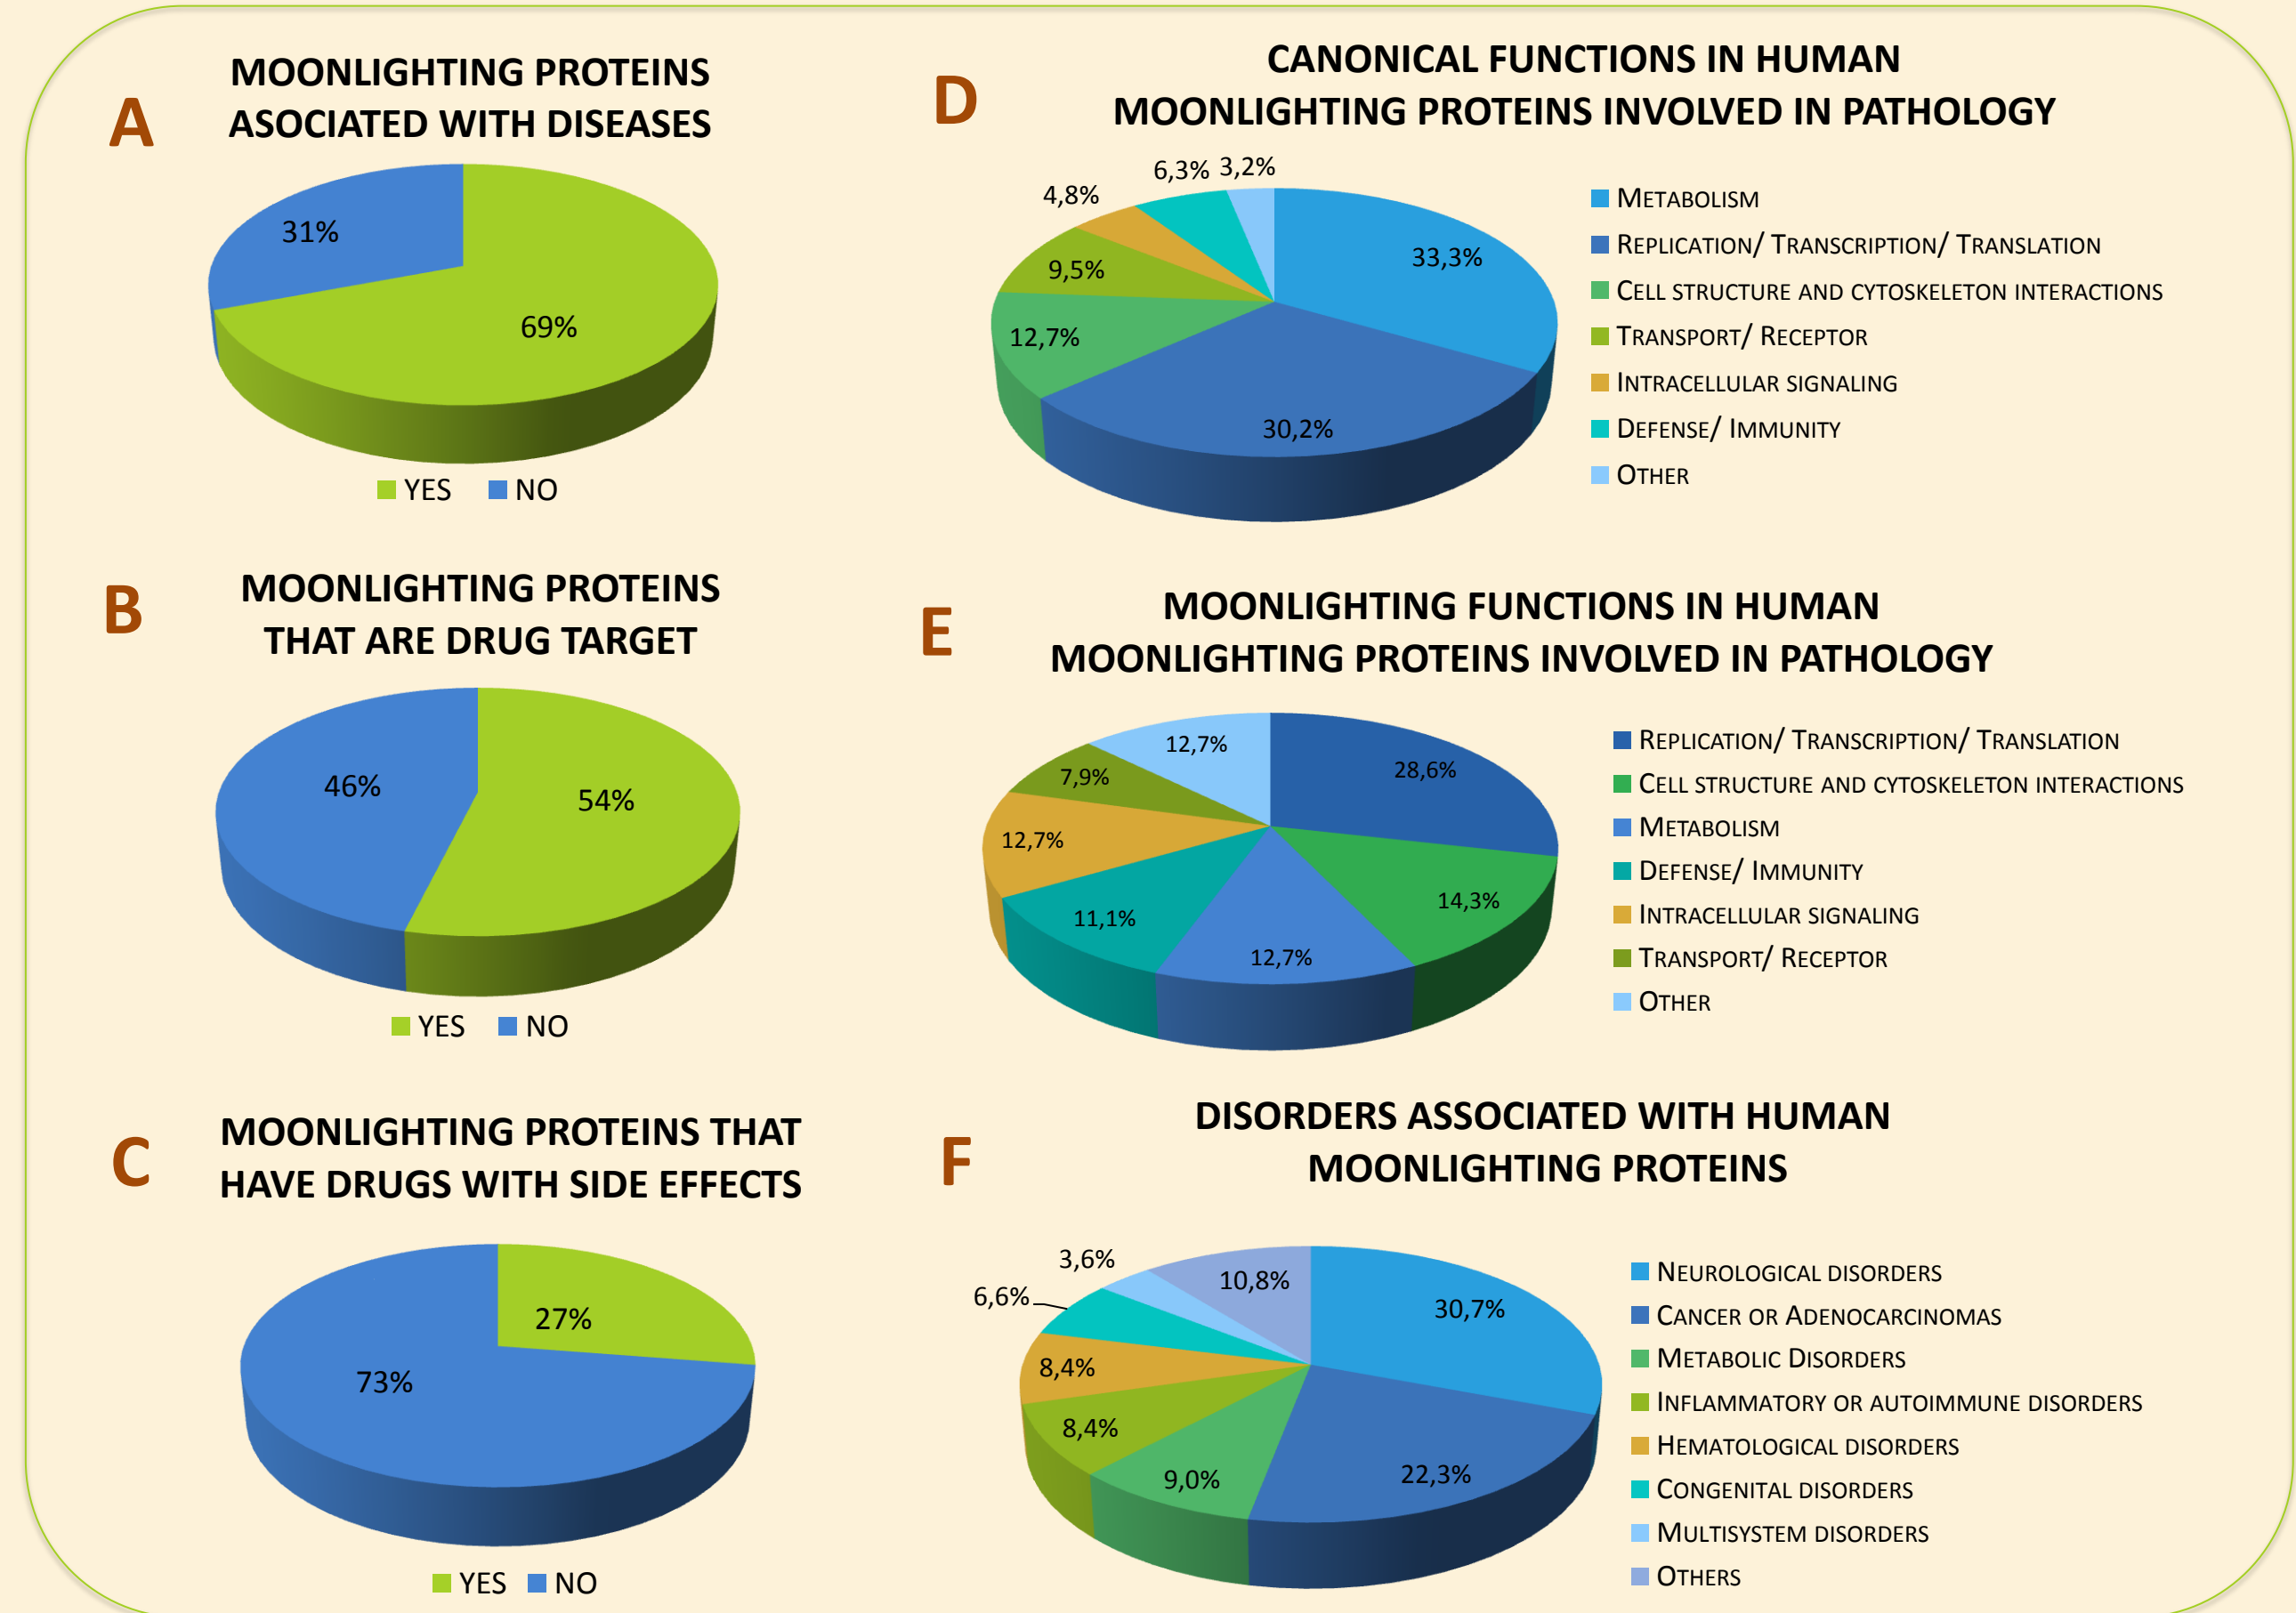 A
MOONLIGHTING PROTEINS
ASOCIATED WITH DISEASES
31%
69%
YES NO
B
MOONLIGHTING PROTEINS
THAT ARE DRUG TARGET
46%
54%
YES NO
C
MOONLIGHTING PROTEINS THAT
HAVE DRUGS WITH SIDE EFFECTS
27%
73%
YES NO
D
CANONICAL FUNCTIONS IN HUMAN
MOONLIGHTING PROTEINS INVOLVED IN PATHOLOGY
6,3% 3,2%
4,8%
33,3%
9,5%
12,7%
30,2%
METABOLISM
REPLICATION/ TRANSCRIPTION/ TRANSLATION
CELL STRUCTURE AND CYTOSKELETON INTERACTIONS
TRANSPORT/ RECEPTOR
INTRACELLULAR SIGNALING
DEFENSE/ IMMUNITY
OTHER
E
MOONLIGHTING FUNCTIONS IN HUMAN
MOONLIGHTING PROTEINS INVOLVED IN PATHOLOGY
12,7%
28,6%
7,9%
12,7%
14,3%
11,1%
12,7%
REPLICATION/ TRANSCRIPTION/ TRANSLATION
CELL STRUCTURE AND CYTOSKELETON INTERACTIONS
METABOLISM
DEFENSE/ IMMUNITY
INTRACELLULAR SIGNALING
TRANSPORT/ RECEPTOR
OTHER
F
DISORDERS ASSOCIATED WITH HUMAN
MOONLIGHTING PROTEINS
3,6%
10,8%
6,6%
30,7%
8,4%
8,4%
9,0%
22,3%
NEUROLOGICAL DISORDERS
CANCER OR ADENOCARCINOMAS
METABOLIC DISORDERS
INFLAMMATORY OR AUTOIMMUNE DISORDERS
HEMATOLOGICAL DISORDERS
CONGENITAL DISORDERS
MULTISYSTEM DISORDERS
OTHERS